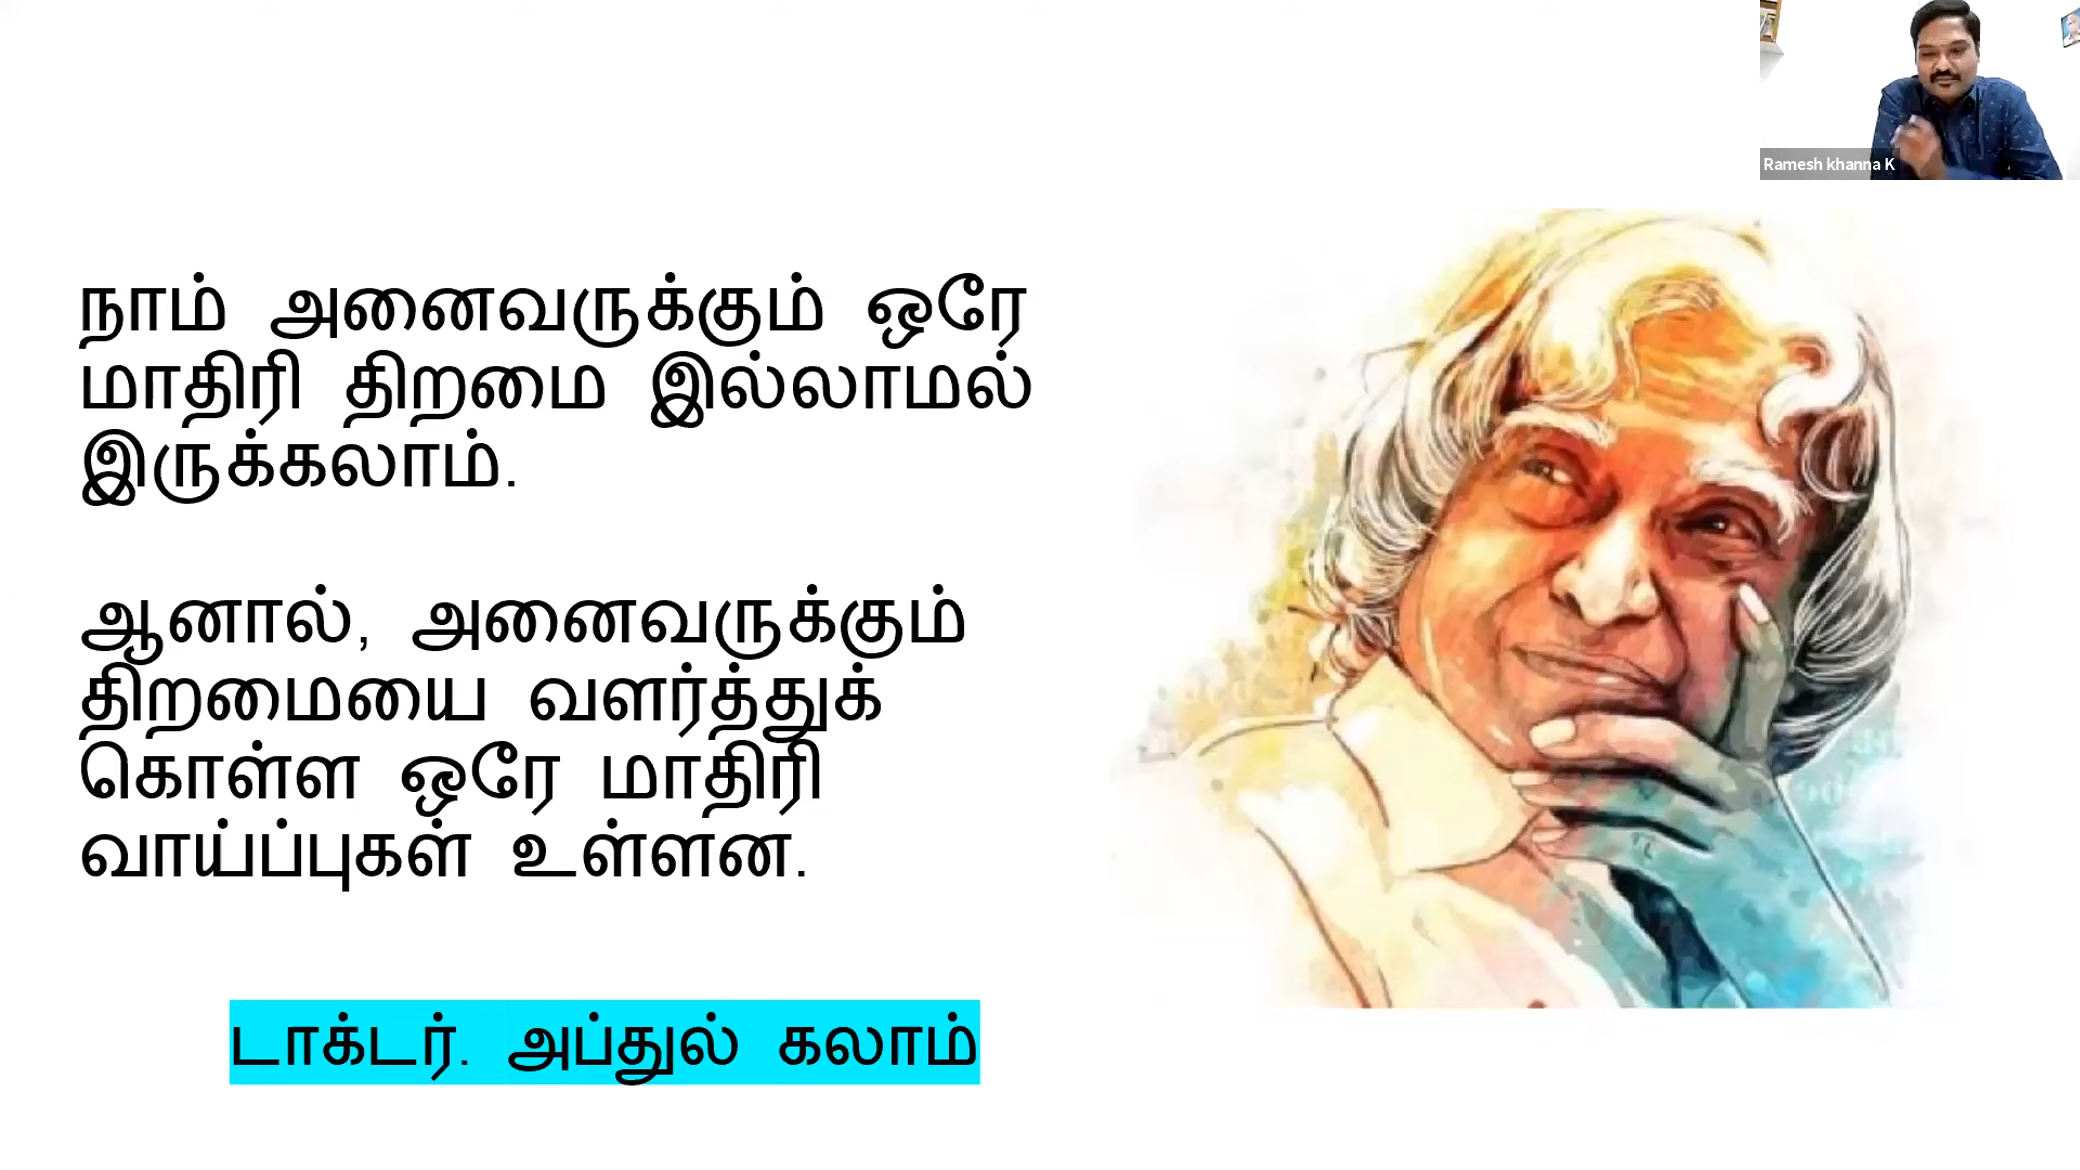 Ramesh khanna K
நாம் அனைவருக்கும் ஒரே
மாதிரி திறமை இல்லாமல்
இருக்கலாம்.
ஆனால், அனைவருக்கும்
திறமையை வளர்த்துக்
கொள்ள ஒரே மாதிரி
வாய்ப்புகள் உள்ளன.
டாக்டர். அப்துல் கலாம்